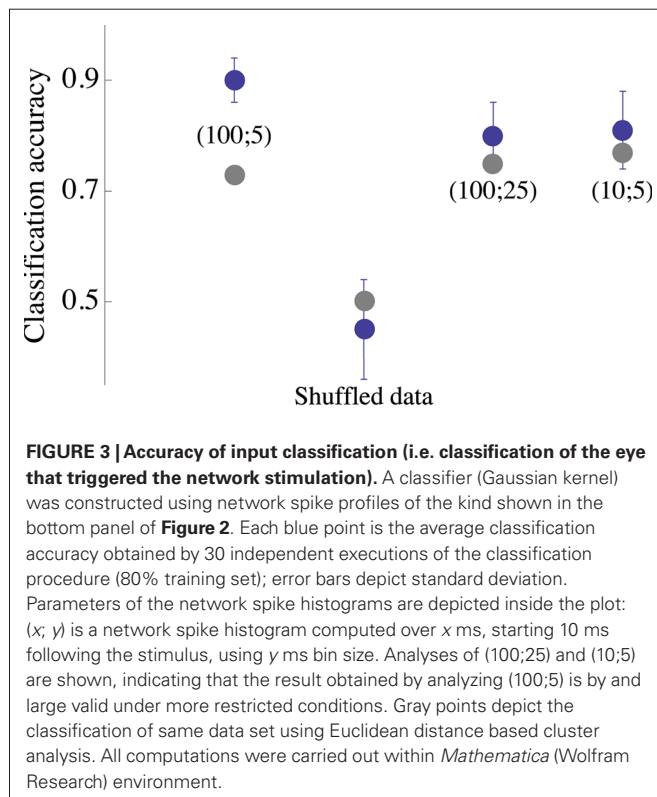 Classification accuracy
0.9
0.7
0.5
(100;5)
(100;25)
(10;5)
Shuffled data
FIGURE 3 | Accuracy of input classification (i.e. classification of the eye
that triggered the network stimulation). A classifier (Gaussian kernel)
was constructed using network spike profiles of the kind shown in the
bottom panel of Figure 2. Each blue point is the average classification
accuracy obtained by 30 independent executions of the classification
procedure (80% training set); error bars depict standard deviation.
Parameters of the network spike histograms are depicted inside the plot:
(x; y) is a network spike histogram computed over x ms, starting 10 ms
following the stimulus, using y ms bin size. Analyses of (100;25) and (10;5)
are shown, indicating that the result obtained by analyzing (100;5) is by and
large valid under more restricted conditions. Gray points depict the
classification of same data set using Euclidean distance based cluster
analysis. All computations were carried out within Mathematica (Wolfram
Research) environment.